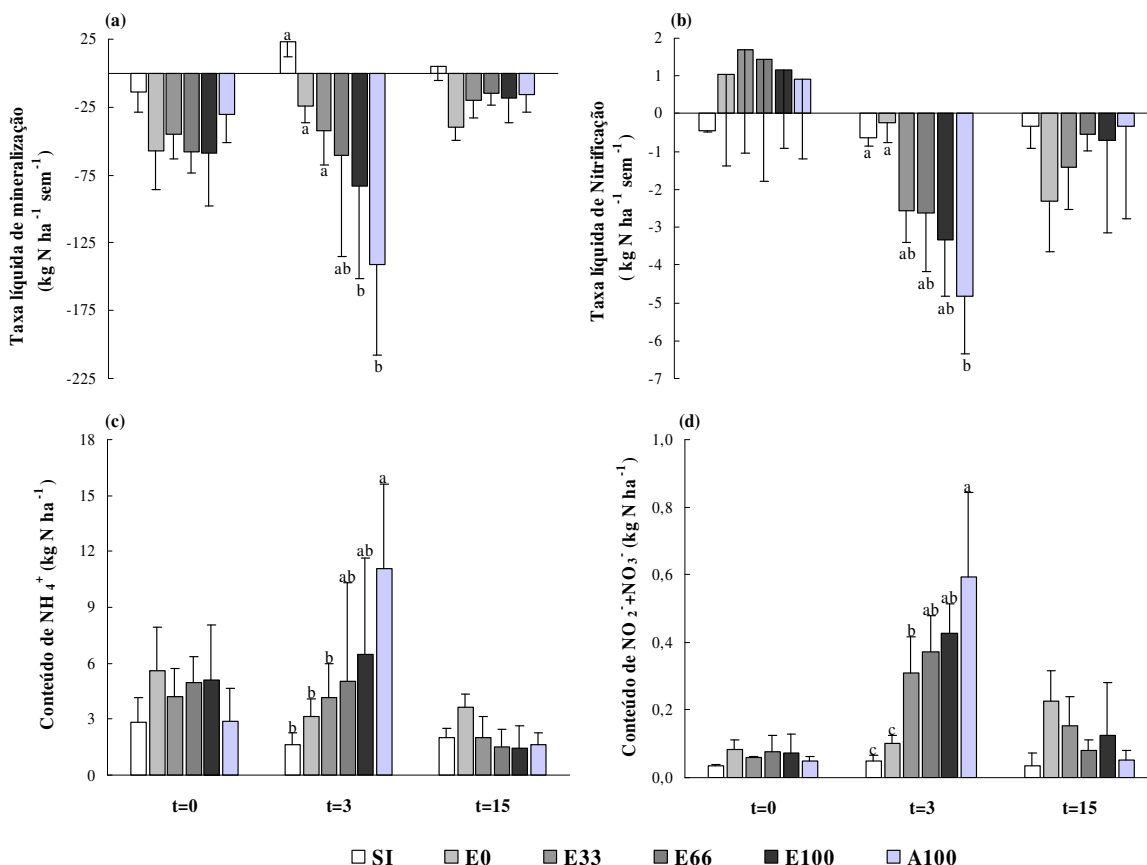 (a)
Taxa líquida de mineralização
(kg N ha⁻¹ sem⁻¹)
25
-25
-75
-125
-175
-225
a
a
a
ab
b
b
(b)
Taxa líquida de Nitrificação
( kg N ha⁻¹ sem⁻¹)
2
1
0
-1
-2
-3
-4
-5
-6
-7
a
a
ab
ab
ab
b
(c)
Conteúdo de NH₄⁺ (kg N ha⁻¹)
18
15
12
9
6
3
0
b
b
b
ab
ab
a
t=0
t=3
t=15
(d)
Conteúdo de NO₂⁻+NO₃⁻ (kg N ha⁻¹)
1,0
0,8
0,6
0,4
0,2
0,0
c
c
b
ab
ab
a
t=0
t=3
t=15
SI E0 E33 E66 E100 A100